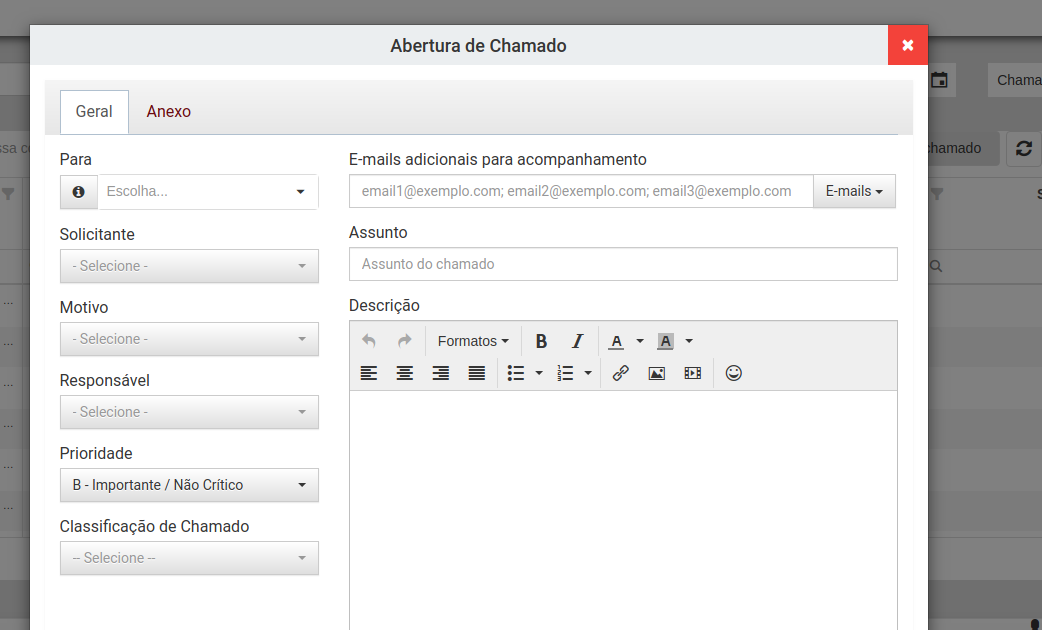 Abertura de Chamado
Chama
Geral
Anexo
Para
Escolha...
Solicitante
- Selecione -
Motivo
- Selecione -
Responsável
- Selecione -
Prioridade
B - Importante / Não Crítico
Classificação de Chamado
-- Selecione --
E-mails adicionais para acompanhamento
email1@exemplo.com; email2@exemplo.com; email3@exemplo.com
E-mails
Assunto
Assunto do chamado
Descrição
Formatos B I A A
ssa c
hamado
...
...
...
...
...
...